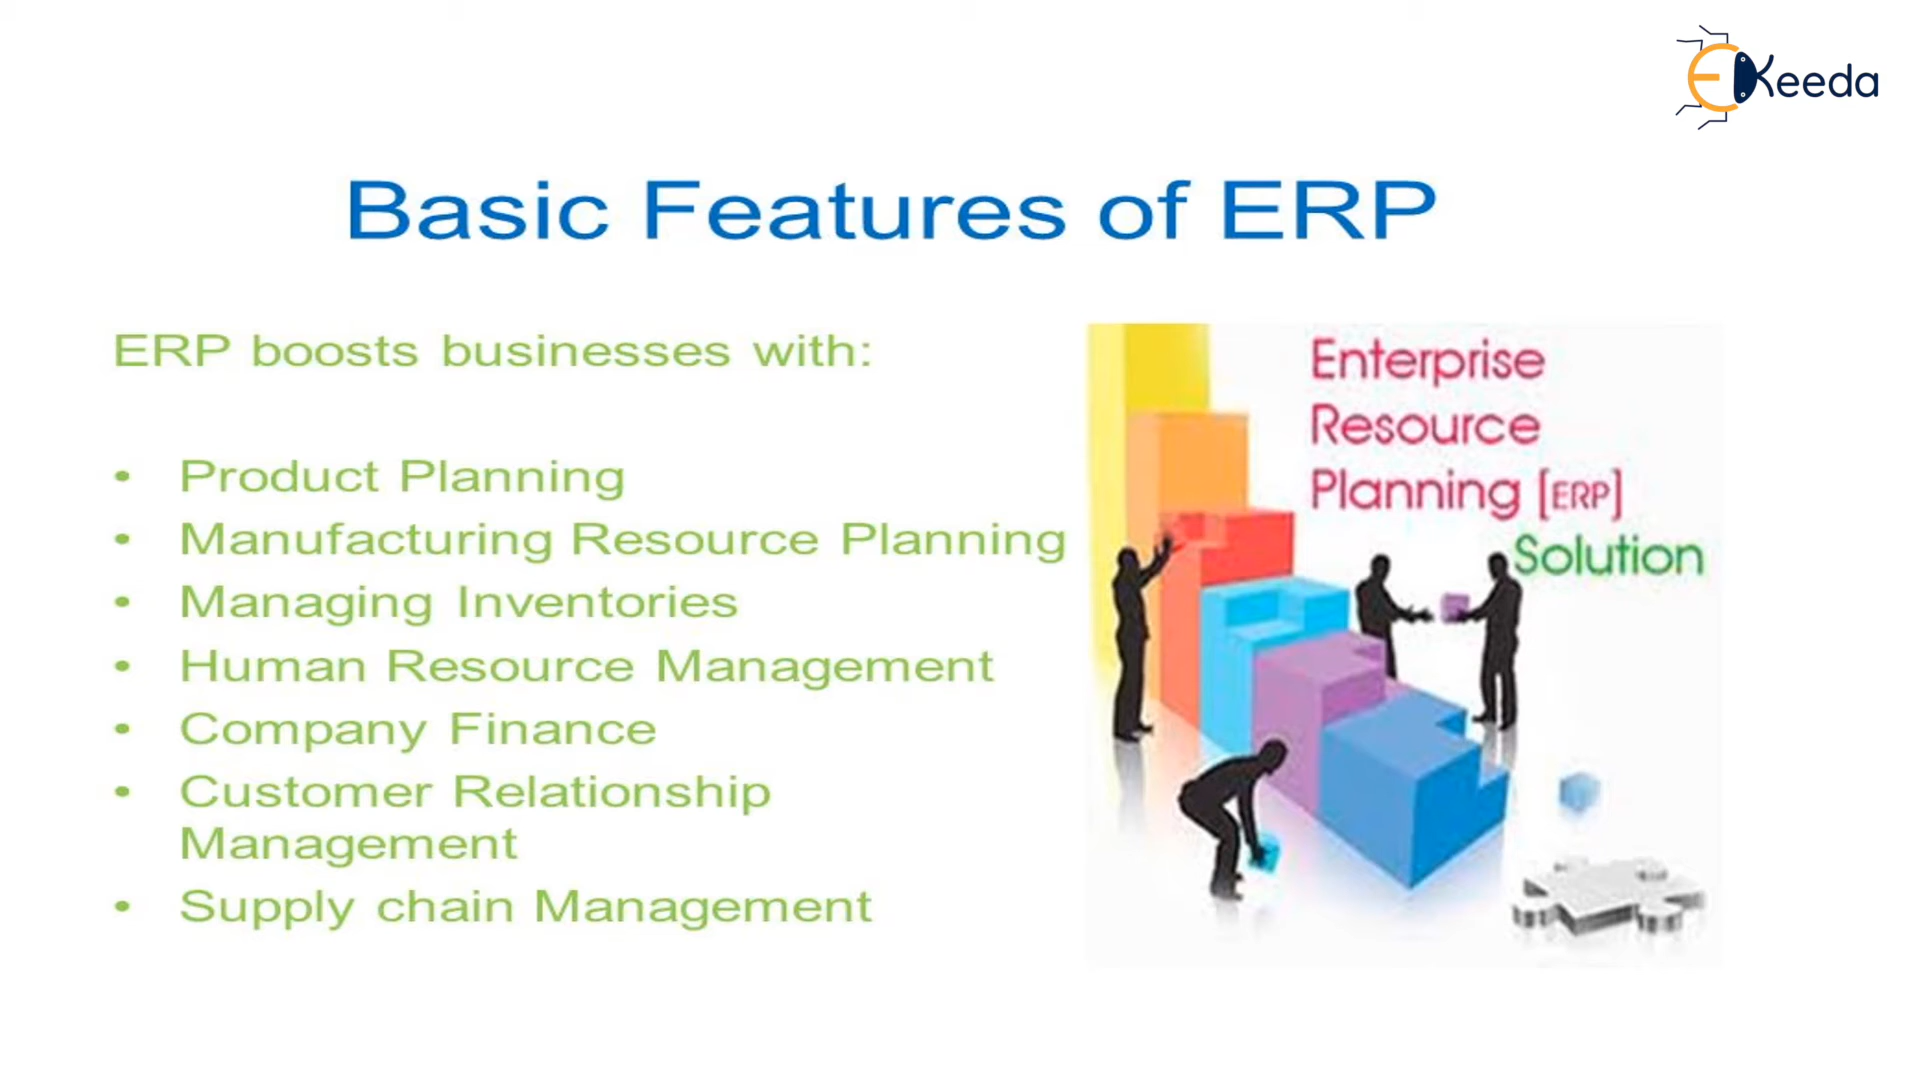 EKeeda
Basic Features of ERP
ERP boosts businesses with:
• Product Planning
• Manufacturing Resource Planning
• Managing Inventories
• Human Resource Management
• Company Finance
• Customer Relationship
Management
• Supply chain Management
Enterprise
Resource
Planning [ERP]
Solution